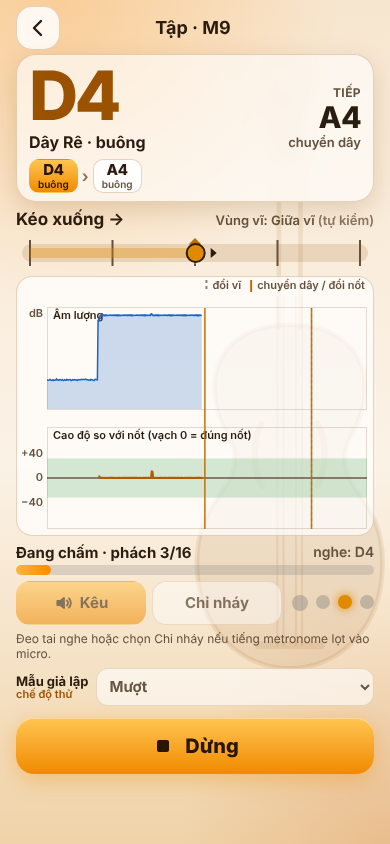 Tập · M9
D4
Dây Rê · buông
D4
buông
›
A4
buông
TIẾP
A4
chuyển dây
Kéo xuống →
Vùng vĩ: Giữa vĩ (tự kiểm)
đổi vĩ
chuyển dây / đổi nốt
dB
Âm lượng
Cao độ so với nốt (vạch 0 = đúng nốt)
+40
0
−40
Đang chấm · phách 3/16
nghe: D4
Kêu
Chỉ nháy
Đeo tai nghe hoặc chọn Chỉ nháy nếu tiếng metronome lọt vào
micro.
Mẫu giả lập
chế độ thử
Mượt
Dừng